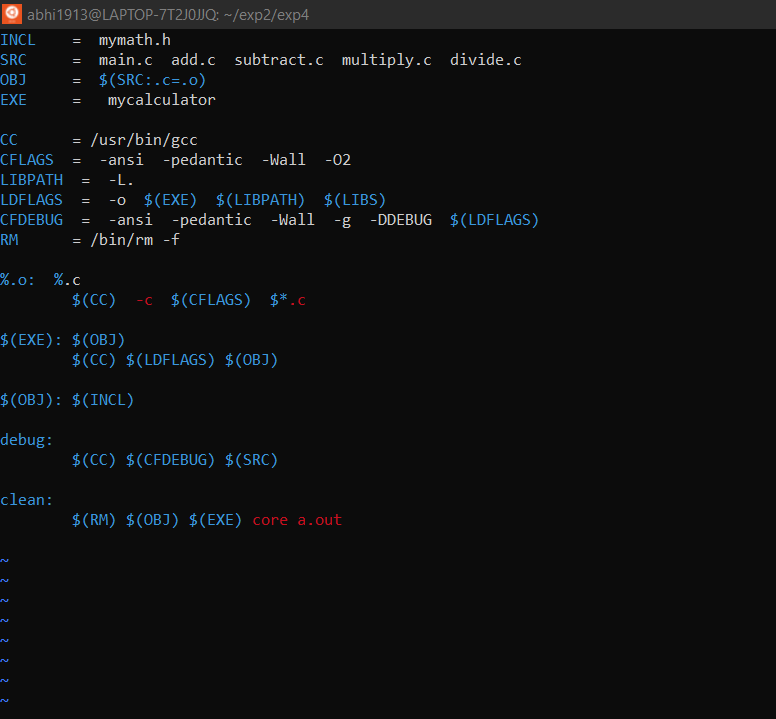 abhi1913@LAPTOP-7T2J0JJQ: ~/exp2/exp4
INCL    =  mymath.h
SRC     =  main.c  add.c  subtract.c  multiply.c  divide.c
OBJ     =  $(SRC:.c=.o)
EXE     =   mycalculator
CC      = /usr/bin/gcc
CFLAGS  =  -ansi  -pedantic  -Wall  -O2
LIBPATH  =  -L.
LDFLAGS  =  -o  $(EXE)  $(LIBPATH)  $(LIBS)
CFDEBUG  =  -ansi  -pedantic  -Wall  -g  -DDEBUG  $(LDFLAGS)
RM      = /bin/rm -f
%.o:  %.c
        $(CC)  -c  $(CFLAGS)  $*.c
$(EXE): $(OBJ)
        $(CC) $(LDFLAGS) $(OBJ)
$(OBJ): $(INCL)
debug:
        $(CC) $(CFDEBUG) $(SRC)
clean:
        $(RM) $(OBJ) $(EXE) core a.out
~
~
~
~
~
~
~
~